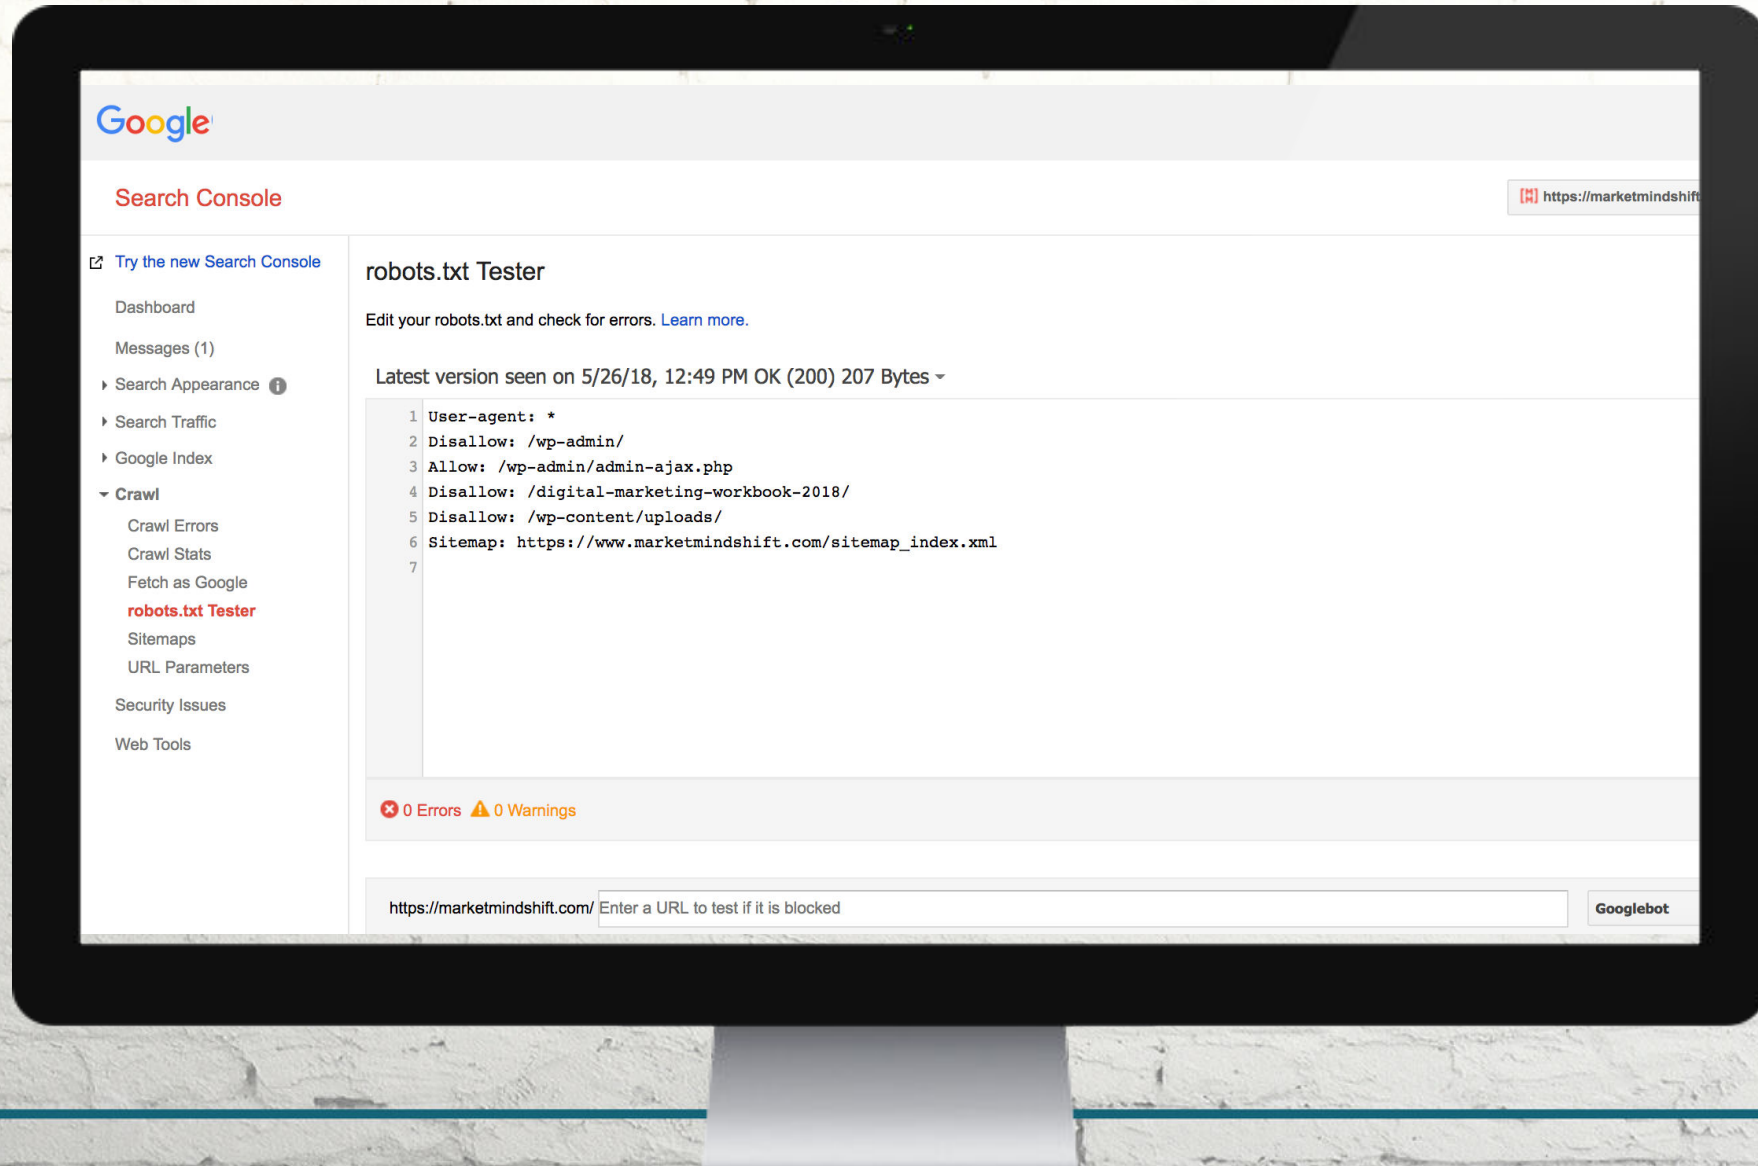 Google
Search Console
https://marketmindshift
Try the new Search Console
Dashboard
Messages (1)
Search Appearance
Search Traffic
Google Index
Crawl
Crawl Errors
Crawl Stats
Fetch as Google
robots.txt Tester
Sitemaps
URL Parameters
Security Issues
Web Tools
robots.txt Tester
Edit your robots.txt and check for errors. Learn more.
Latest version seen on 5/26/18, 12:49 PM OK (200) 207 Bytes
1 User-agent: *
2 Disallow: /wp-admin/
3 Allow: /wp-admin/admin-ajax.php
4 Disallow: /digital-marketing-workbook-2018/
5 Disallow: /wp-content/uploads/
6 Sitemap: https://www.marketmindshift.com/sitemap_index.xml
7
0 Errors 0 Warnings
https://marketmindshift.com/ Enter a URL to test if it is blocked Googlebot